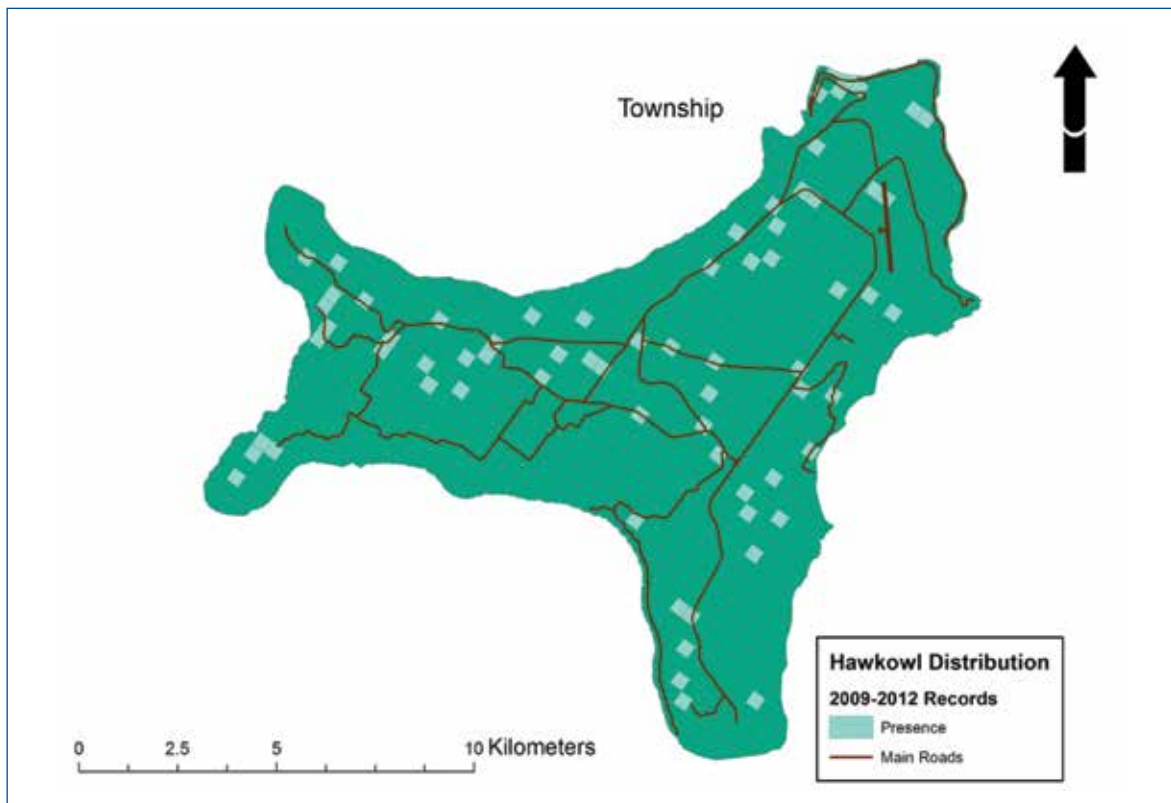 Township
Hawkowl Distribution
2009-2012 Records
Presence
Main Roads
0 2.5 5 10 Kilometers